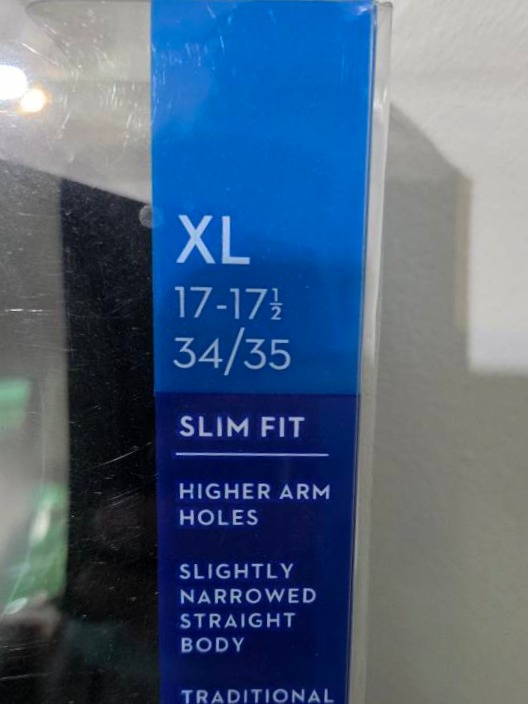 XL
17-17½
34/35
SLIM FIT
HIGHER ARM
HOLES
SLIGHTLY
NARROWED
STRAIGHT
BODY
TRADITIONAL